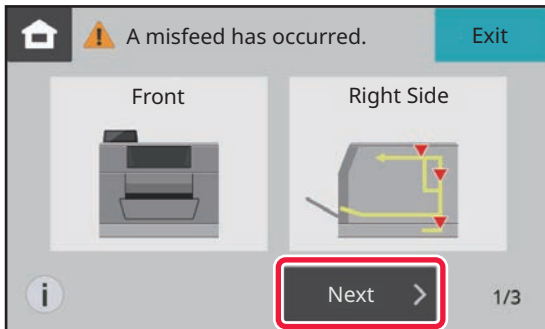 A misfeed has occurred.
Exit
Front
Right Side
i
Next
1/3